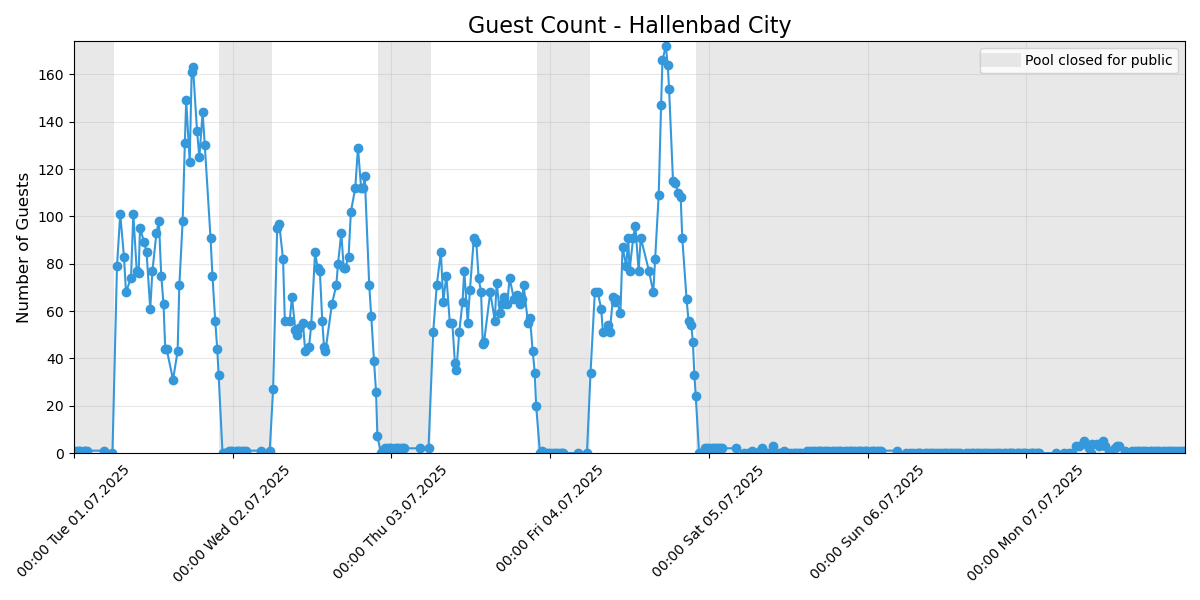 Guest Count - Hallenbad City
Pool closed for public
Number of Guests
160
140
120
100
80
60
40
20
0
00:00 Tue 01.07.2025
00:00 Wed 02.07.2025
00:00 Thu 03.07.2025
00:00 Fri 04.07.2025
00:00 Sat 05.07.2025
00:00 Sun 06.07.2025
00:00 Mon 07.07.2025